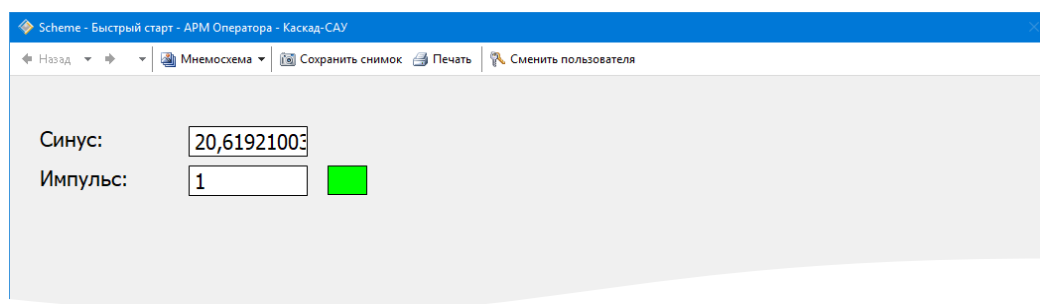 Scheme - Быстрый старт - АРМ Оператора - Каскад-САУ
Назад Мнемосхема Сохранить снимок Печать Сменить пользователя
Синус: 20,61921003
Импульс: 1